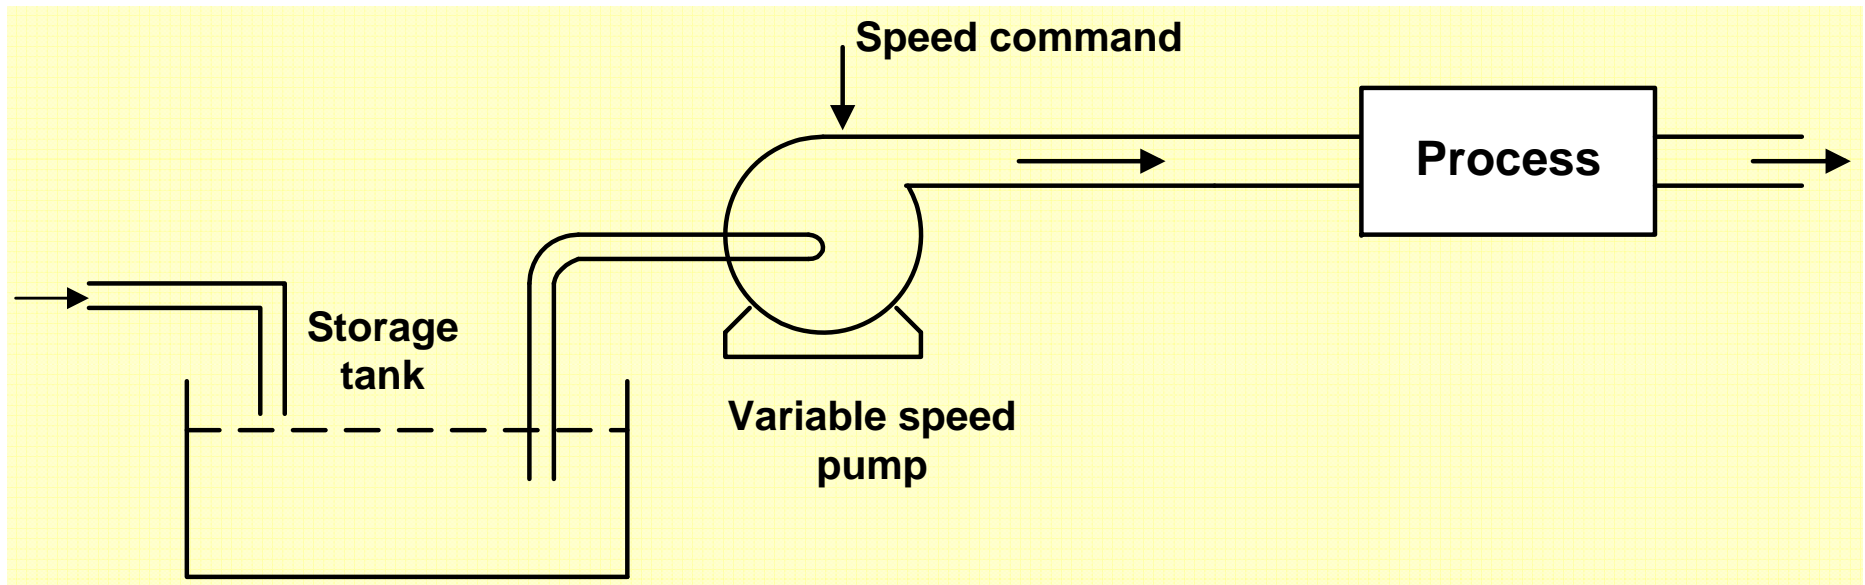 Speed command
Process
Storage
tank
Variable speed
pump